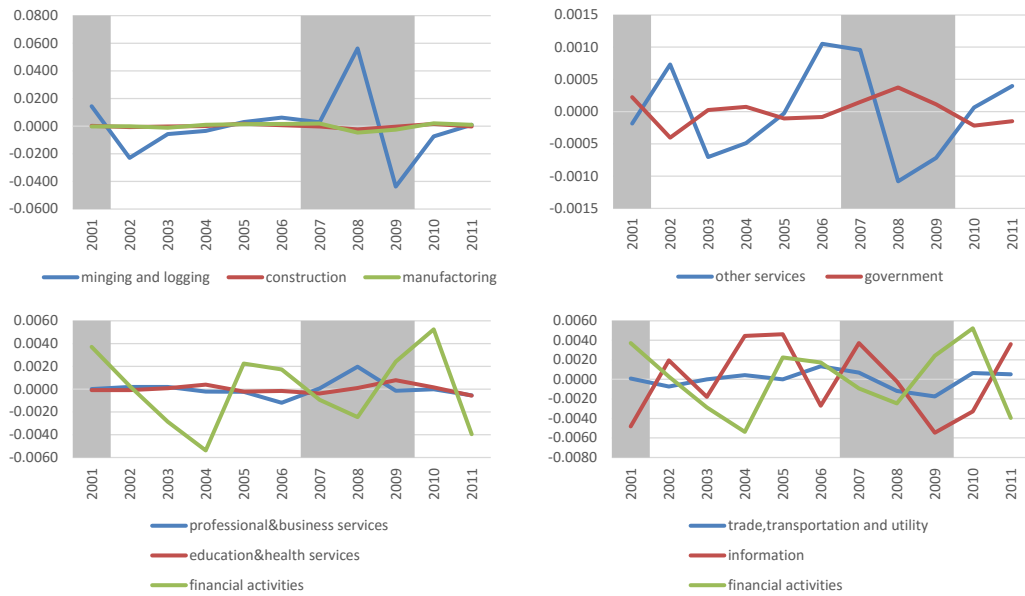 0.0800
0.0600
0.0400
0.0200
0.0000
-0.0200
-0.0400
-0.0600
2001 2002 2003 2004 2005 2006 2007 2008 2009 2010 2011
minging and logging construction manufactoring
0.0015
0.0010
0.0005
0.0000
-0.0005
-0.0010
-0.0015
2001 2002 2003 2004 2005 2006 2007 2008 2009 2010 2011
other services government
0.0060
0.0040
0.0020
0.0000
-0.0020
-0.0040
-0.0060
2001 2002 2003 2004 2005 2006 2007 2008 2009 2010 2011
professional&business services
education&health services
financial activities
0.0060
0.0040
0.0020
0.0000
-0.0020
-0.0040
-0.0060
-0.0080
2001 2002 2003 2004 2005 2006 2007 2008 2009 2010 2011
trade,transportation and utility
information
financial activities